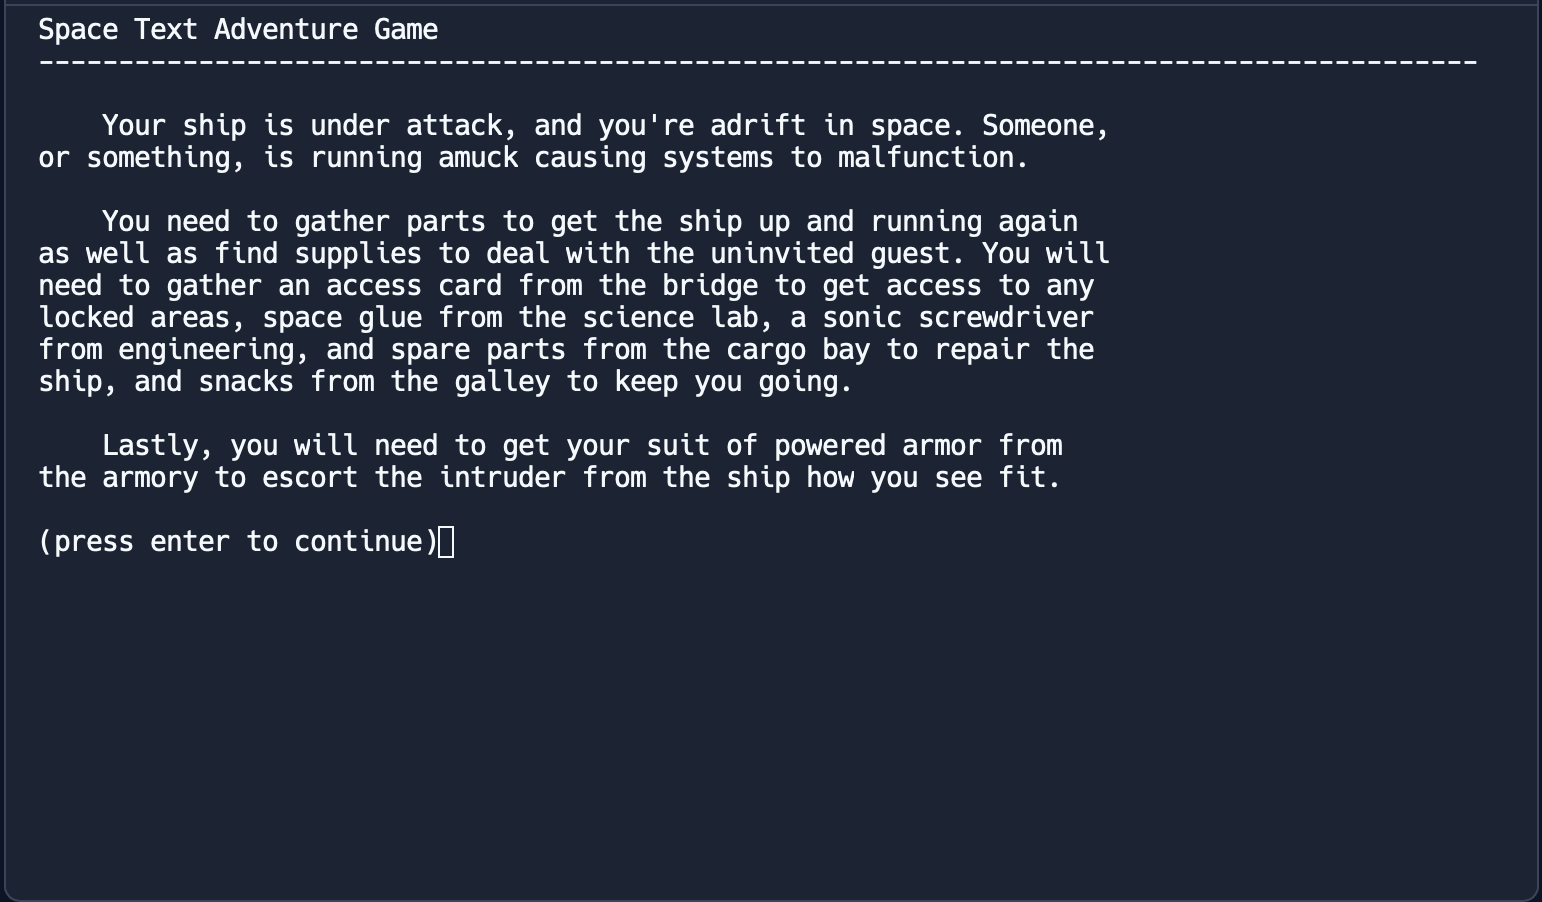 Space Text Adventure Game
------------------------------------------------------------------------------------------
    Your ship is under attack, and you're adrift in space. Someone,
or something, is running amuck causing systems to malfunction.

    You need to gather parts to get the ship up and running again
as well as find supplies to deal with the uninvited guest. You will
need to gather an access card from the bridge to get access to any
locked areas, space glue from the science lab, a sonic screwdriver
from engineering, and spare parts from the cargo bay to repair the
ship, and snacks from the galley to keep you going.

    Lastly, you will need to get your suit of powered armor from
the armory to escort the intruder from the ship how you see fit.

(press enter to continue)